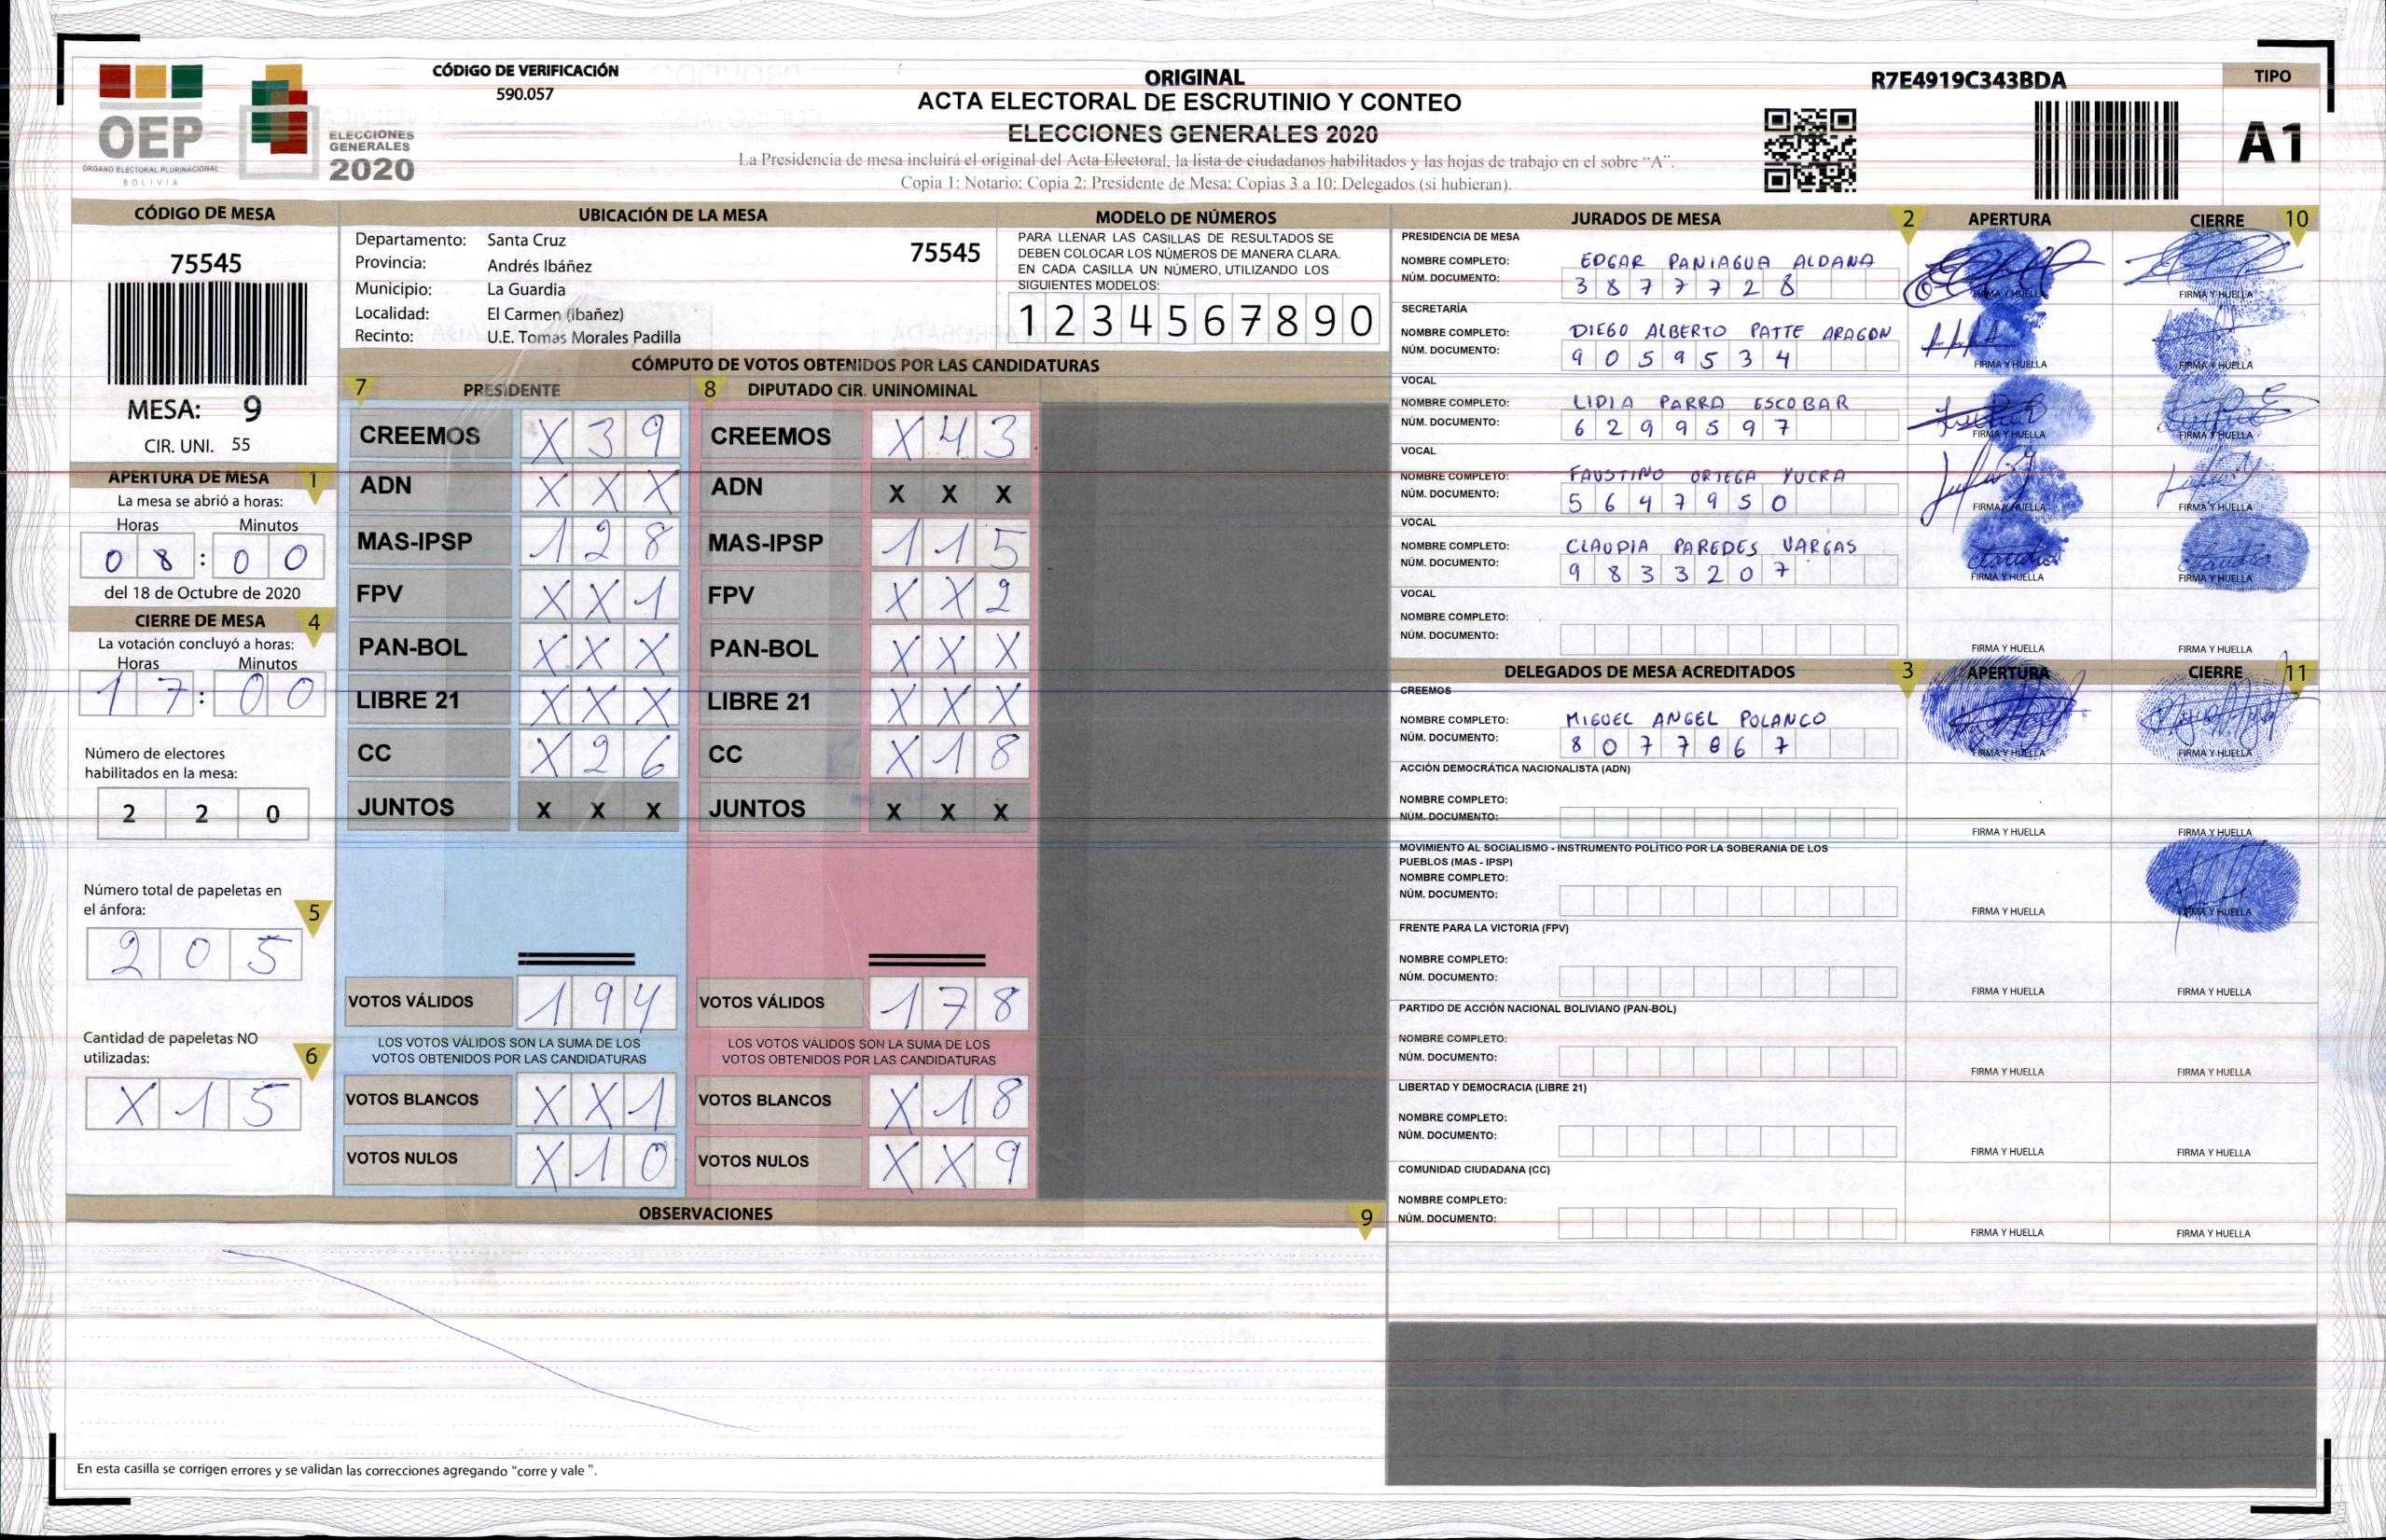 CÓDIGO DE VERIFICACIÓN
590.057
OEP
ÓRGANO ELECTORAL PLURINACIONAL
BOLIVIA
ELECCIONES
GENERALES
2020
ORIGINAL
ACTA ELECTORAL DE ESCRUTINIO Y CONTEO
ELECCIONES GENERALES 2020
La Presidencia de mesa incluirá el original del Acta Electoral, la lista de ciudadanos habilitados y las hojas de trabajo en el sobre "A".
Copia 1: Notario; Copia 2: Presidente de Mesa; Copias 3 a 10: Delegados (si hubieran).
R7E4919C343BDA
TIPO
A1
CÓDIGO DE MESA
75545
MESA: 9
CIR. UNI. 55
APERTURA DE MESA 1
La mesa se abrió a horas:
Horas Minutos
0 8 : 0 0
del 18 de Octubre de 2020
CIERRE DE MESA 4
La votación concluyó a horas:
Horas Minutos
1 7 : 0 0
Número de electores
habilitados en la mesa:
2 2 0
Número total de papeletas en
el ánfora: 5
2 0 5
Cantidad de papeletas NO
utilizadas: 6
X 1 5
UBICACIÓN DE LA MESA
Departamento: Santa Cruz 75545
Provincia: Andrés Ibáñez
Municipio: La Guardia
Localidad: El Carmen (ibañez)
Recinto: U.E. Tomas Morales Padilla
MODELO DE NÚMEROS
PARA LLENAR LAS CASILLAS DE RESULTADOS SE
DEBEN COLOCAR LOS NÚMEROS DE MANERA CLARA.
EN CADA CASILLA UN NÚMERO, UTILIZANDO LOS
SIGUIENTES MODELOS:
1 2 3 4 5 6 7 8 9 0
CÓMPUTO DE VOTOS OBTENIDOS POR LAS CANDIDATURAS
7 PRESIDENTE 8 DIPUTADO CIR. UNINOMINAL
CREEMOS X 3 9 CREEMOS X 4 3
ADN X X X ADN X X X
MAS-IPSP 1 2 8 MAS-IPSP 1 1 5
FPV X X 1 FPV X X 2
PAN-BOL X X X PAN-BOL X X X
LIBRE 21 X X X LIBRE 21 X X X
CC X 2 6 CC X 1 8
JUNTOS X X X JUNTOS X X X
VOTOS VÁLIDOS 1 9 4 VOTOS VÁLIDOS 1 7 8
LOS VOTOS VÁLIDOS SON LA SUMA DE LOS LOS VOTOS VÁLIDOS SON LA SUMA DE LOS
VOTOS OBTENIDOS POR LAS CANDIDATURAS VOTOS OBTENIDOS POR LAS CANDIDATURAS
VOTOS BLANCOS X X 1 VOTOS BLANCOS X 1 8
VOTOS NULOS X 1 0 VOTOS NULOS X X 9
OBSERVACIONES 9
En esta casilla se corrigen errores y se validan las correcciones agregando "corre y vale ".
JURADOS DE MESA 2 APERTURA CIERRE 10
PRESIDENCIA DE MESA
NOMBRE COMPLETO: EDGAR PANIAGUA ALDANA
NÚM. DOCUMENTO: 3 8 7 7 7 2 8
FIRMA Y HUELLA FIRMA Y HUELLA
SECRETARÍA
NOMBRE COMPLETO: DIEGO ALBERTO PATTE ARAGON
NÚM. DOCUMENTO: 9 0 5 9 5 3 4
FIRMA Y HUELLA FIRMA Y HUELLA
VOCAL
NOMBRE COMPLETO: LIDIA PARRA ESCOBAR
NÚM. DOCUMENTO: 6 2 9 9 5 9 7
FIRMA Y HUELLA FIRMA Y HUELLA
VOCAL
NOMBRE COMPLETO: FAUSTINO ORTEGA YUCRA
NÚM. DOCUMENTO: 5 6 4 7 9 5 0
FIRMA Y HUELLA FIRMA Y HUELLA
VOCAL
NOMBRE COMPLETO: CLAUDIA PAREDES VARGAS
NÚM. DOCUMENTO: 9 8 3 3 2 0 7
FIRMA Y HUELLA FIRMA Y HUELLA
VOCAL
NOMBRE COMPLETO:
NÚM. DOCUMENTO:
FIRMA Y HUELLA FIRMA Y HUELLA
DELEGADOS DE MESA ACREDITADOS 3 APERTURA CIERRE 11
CREEMOS
NOMBRE COMPLETO: MIGUEL ANGEL POLANCO
NÚM. DOCUMENTO: 8 0 7 7 8 6 7
FIRMA Y HUELLA FIRMA Y HUELLA
ACCIÓN DEMOCRÁTICA NACIONALISTA (ADN)
NOMBRE COMPLETO:
NÚM. DOCUMENTO:
FIRMA Y HUELLA FIRMA Y HUELLA
MOVIMIENTO AL SOCIALISMO - INSTRUMENTO POLÍTICO POR LA SOBERANIA DE LOS
PUEBLOS (MAS - IPSP)
NOMBRE COMPLETO:
NÚM. DOCUMENTO:
FIRMA Y HUELLA FIRMA Y HUELLA
FRENTE PARA LA VICTORIA (FPV)
NOMBRE COMPLETO:
NÚM. DOCUMENTO:
FIRMA Y HUELLA FIRMA Y HUELLA
PARTIDO DE ACCIÓN NACIONAL BOLIVIANO (PAN-BOL)
NOMBRE COMPLETO:
NÚM. DOCUMENTO:
FIRMA Y HUELLA FIRMA Y HUELLA
LIBERTAD Y DEMOCRACIA (LIBRE 21)
NOMBRE COMPLETO:
NÚM. DOCUMENTO:
FIRMA Y HUELLA FIRMA Y HUELLA
COMUNIDAD CIUDADANA (CC)
NOMBRE COMPLETO:
NÚM. DOCUMENTO:
FIRMA Y HUELLA FIRMA Y HUELLA